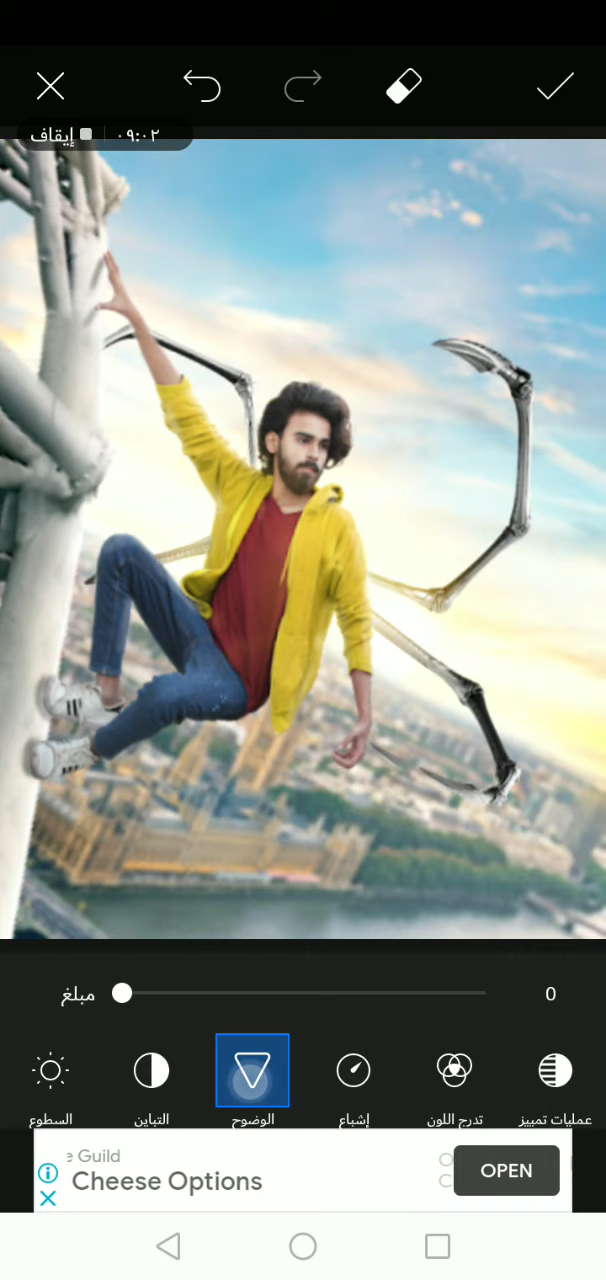 إيقاف ٠٩:٠٢
مبلغ 0
السطوع التباين الوضوح إشباع تدرج اللون عمليات تمييز
Guild
Cheese Options
OPEN